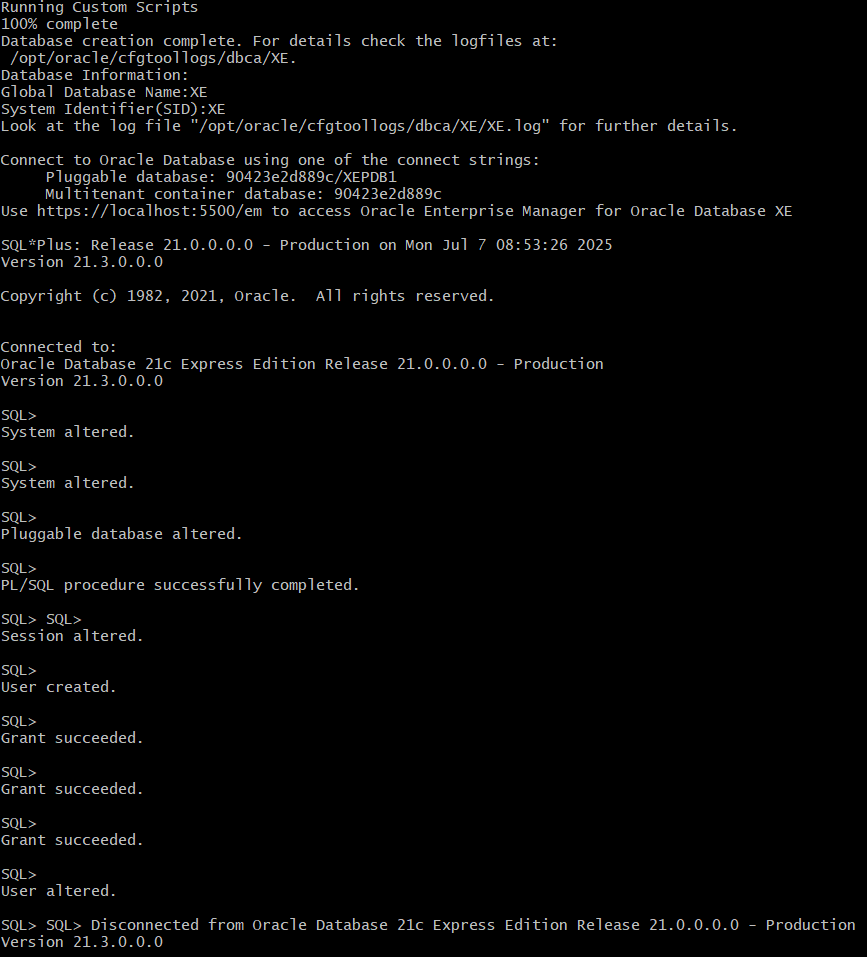 Running Custom Scripts
100% complete
Database creation complete. For details check the logfiles at:
 /opt/oracle/cfgtoollogs/dbca/XE.
Database Information:
Global Database Name:XE
System Identifier(SID):XE
Look at the log file "/opt/oracle/cfgtoollogs/dbca/XE/XE.log" for further details.

Connect to Oracle Database using one of the connect strings:
     Pluggable database: 90423e2d889c/XEPDB1
     Multitenant container database: 90423e2d889c
Use https://localhost:5500/em to access Oracle Enterprise Manager for Oracle Database XE

SQL*Plus: Release 21.0.0.0.0 - Production on Mon Jul 7 08:53:26 2025
Version 21.3.0.0.0

Copyright (c) 1982, 2021, Oracle.  All rights reserved.


Connected to:
Oracle Database 21c Express Edition Release 21.0.0.0.0 - Production
Version 21.3.0.0.0

SQL>
System altered.

SQL>
System altered.

SQL>
Pluggable database altered.

SQL>
PL/SQL procedure successfully completed.

SQL> SQL>
Session altered.

SQL>
User created.

SQL>
Grant succeeded.

SQL>
Grant succeeded.

SQL>
Grant succeeded.

SQL>
User altered.

SQL> SQL> Disconnected from Oracle Database 21c Express Edition Release 21.0.0.0.0 - Production
Version 21.3.0.0.0